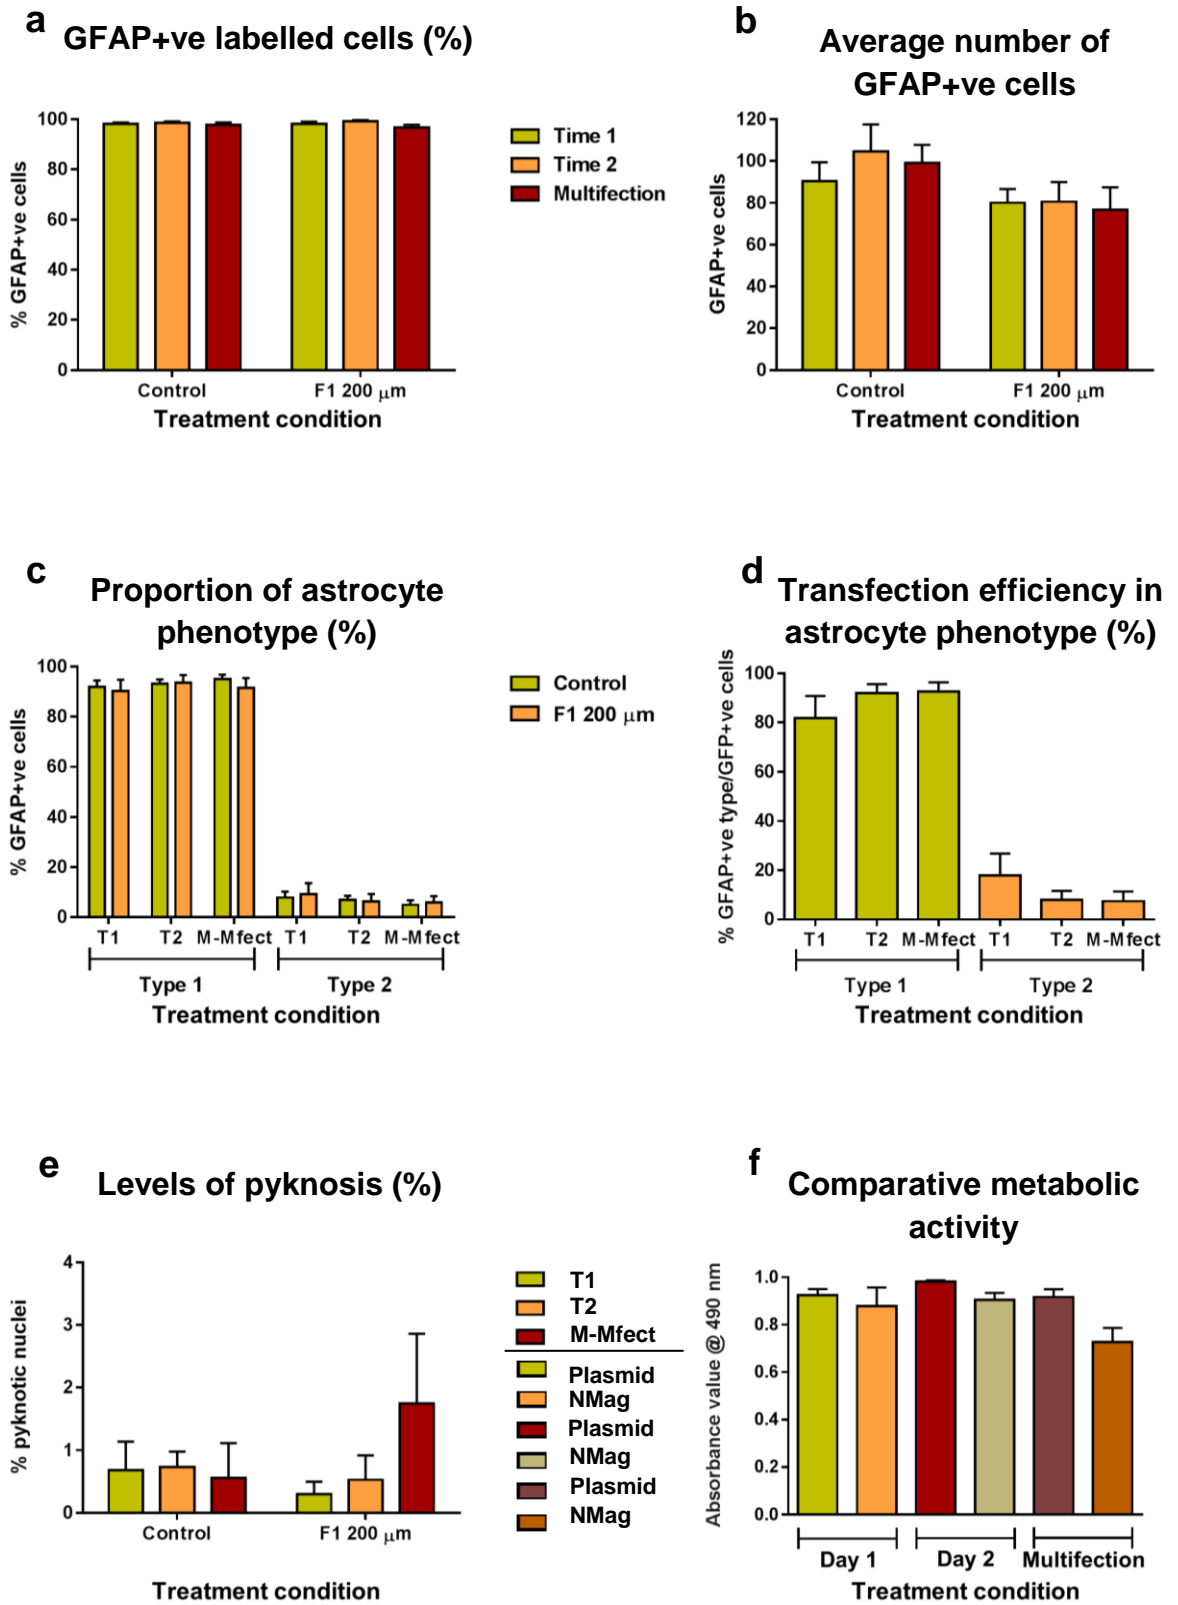 a
GFAP+ve labelled cells (%)
100
80
60
40
20
0
% GFAP+ve cells
Control
F1 200 μm
Treatment condition
Time 1
Time 2
Multifection
b
Average number of
GFAP+ve cells
120
100
80
60
40
20
0
GFAP+ve cells
Control
F1 200 μm
Treatment condition
c
Proportion of astrocyte
phenotype (%)
100
80
60
40
20
0
% GFAP+ve cells
T1 T2 M-Mfect T1 T2 M-Mfect
Type 1 Type 2
Treatment condition
Control
F1 200 μm
d
Transfection efficiency in
astrocyte phenotype (%)
100
80
60
40
20
0
% GFAP+ve type/GFP+ve cells
T1 T2 M-Mfect T1 T2 M-Mfect
Type 1 Type 2
Treatment condition
e
Levels of pyknosis (%)
4
3
2
1
0
% pyknotic nuclei
Control
F1 200 μm
Treatment condition
T1
T2
M-Mfect
Plasmid
NMag
Plasmid
NMag
Plasmid
NMag
f
Comparative metabolic
activity
1.0
0.8
0.6
0.4
0.2
0.0
Absorbance value @ 490 nm
Day 1 Day 2 Multifection
Treatment condition